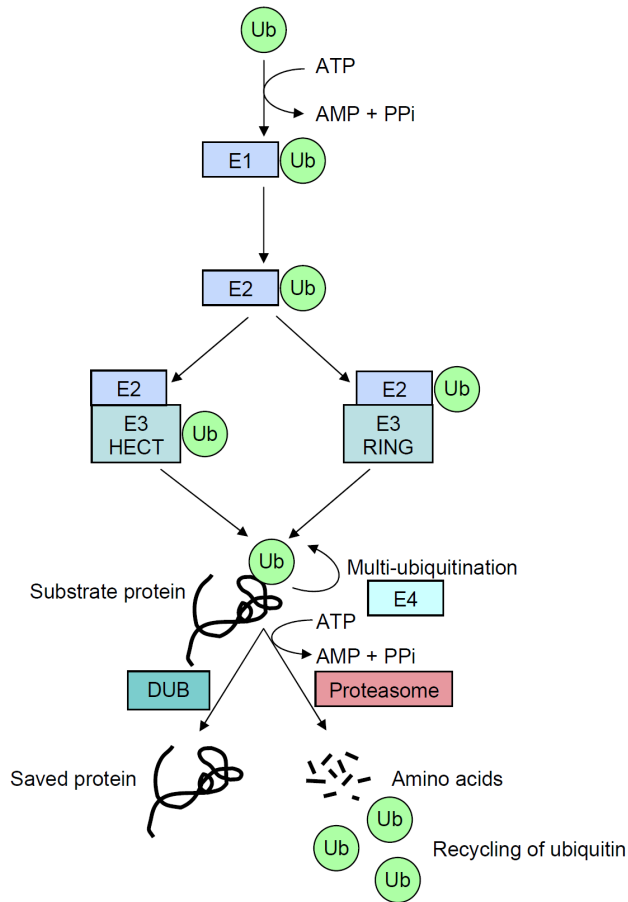 Ub
ATP
AMP + PPi
E1
Ub
E2
Ub
E2
E3
HECT
Ub
E2
Ub
E3
RING
Ub
Multi-ubiquitination
E4
Substrate protein
ATP
AMP + PPi
DUB
Proteasome
Saved protein
Amino acids
Ub
Ub
Recycling of ubiquitin
Ub